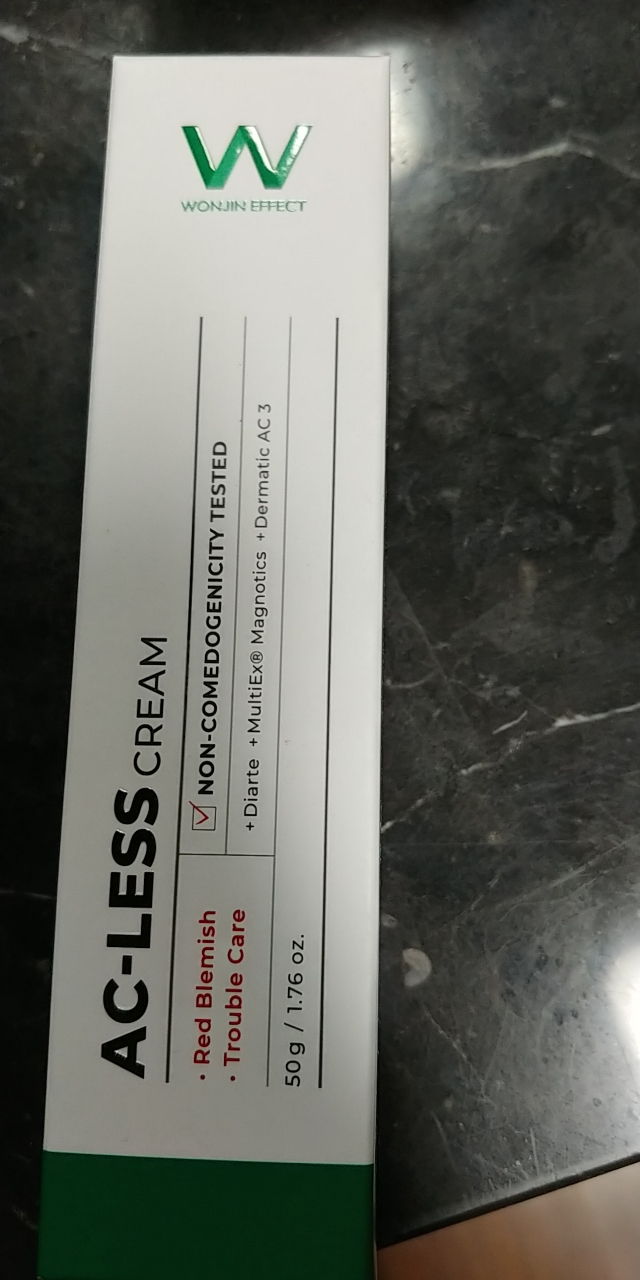 W
WONJIN EFFECT
AC-LESS CREAM
• Red Blemish
• Trouble Care
NON-COMEDOGENICITY TESTED
+Diarte +MultiEx® Magnotics +Dermatic AC 3
50g / 1.76 oz.